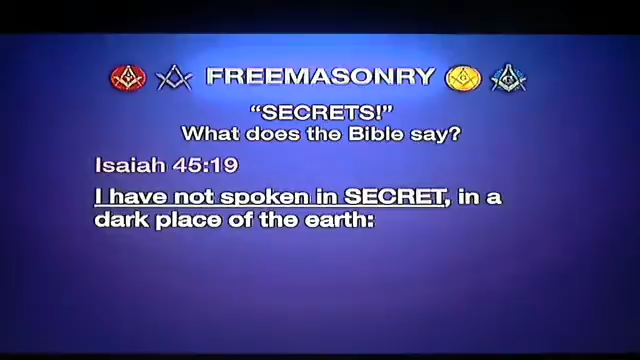 FREEMASONRY
“SECRETS!”
What does the Bible say?
Isaiah 45:19
I have not spoken in SECRET, in a
dark place of the earth: